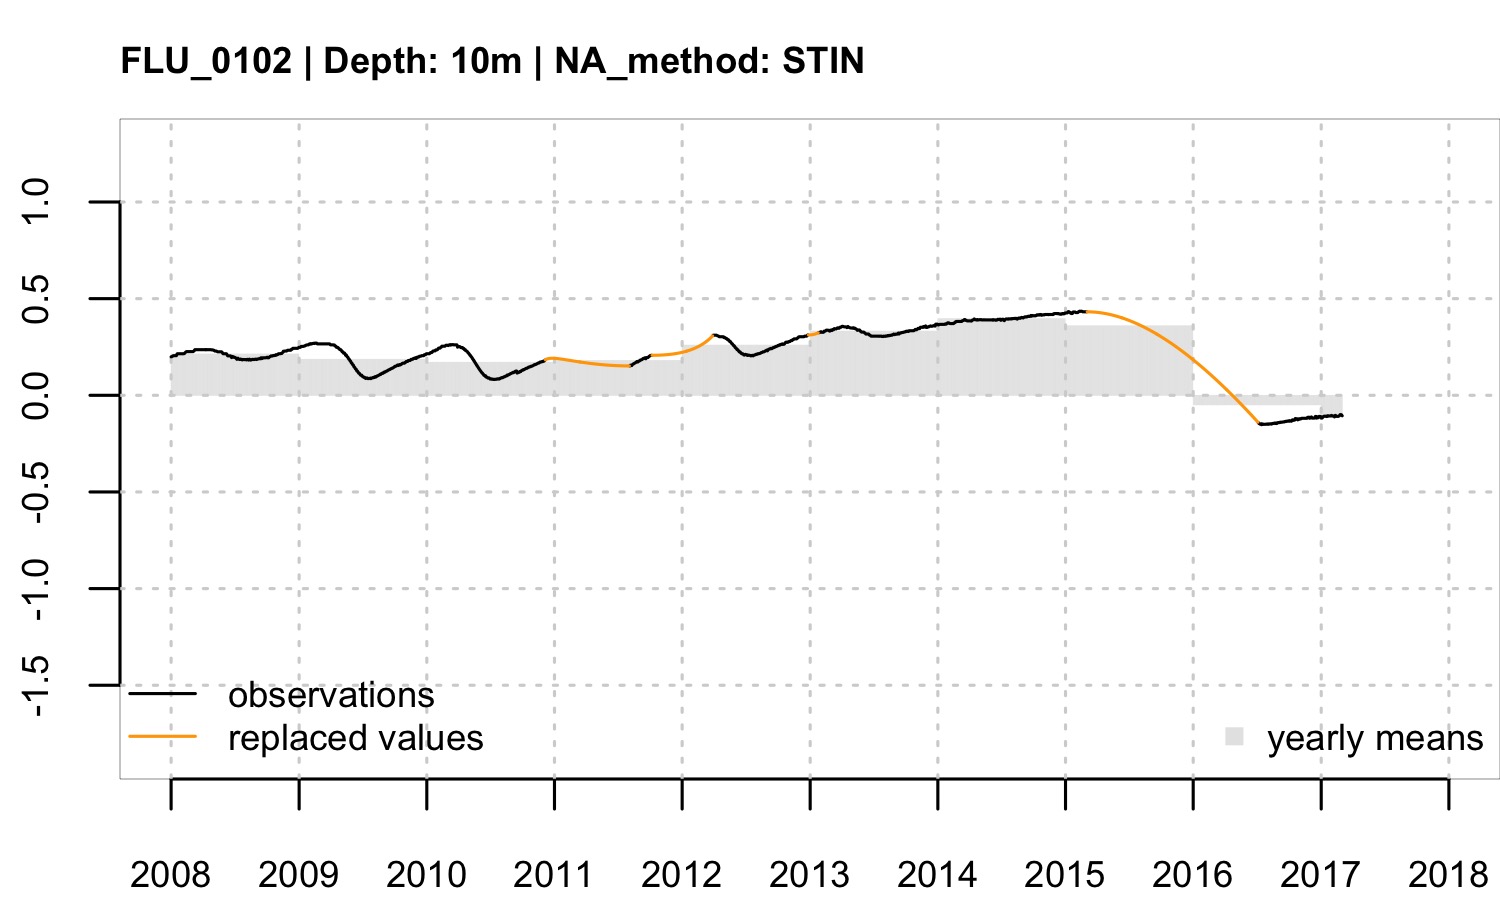 FLU_0102 | Depth: 10m | NA_method: STIN
1.0
0.5
0.0
-0.5
-1.0
-1.5
observations
replaced values
yearly means
2008 2009 2010 2011 2012 2013 2014 2015 2016 2017 2018